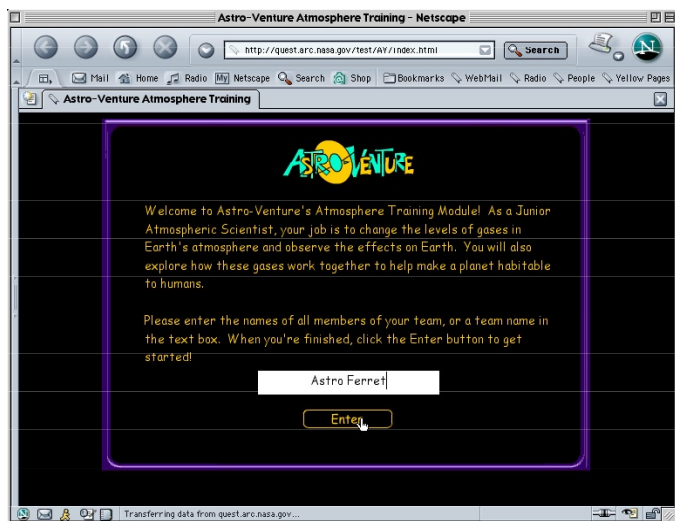 Astro-Venture Atmosphere Training - Netscape
http://quest.arc.nasa.gov/test/AY/index.html
Search
N
Mail Home Radio My Netscape Search Shop Bookmarks WebMail Radio People Yellow Pages
Astro-Venture Atmosphere Training
ASTRO-VENTURE
Welcome to Astro-Venture's Atmosphere Training Module! As a Junior
Atmospheric Scientist, your job is to change the levels of gases in
Earth's atmosphere and observe the effects on Earth. You will also
explore how these gases work together to help make a planet habitable
to humans.
Please enter the names of all members of your team, or a team name in
the text box. When you're finished, click the Enter button to get
started!
Astro Ferret
Enter
Transferring data from quest.arc.nasa.gov...